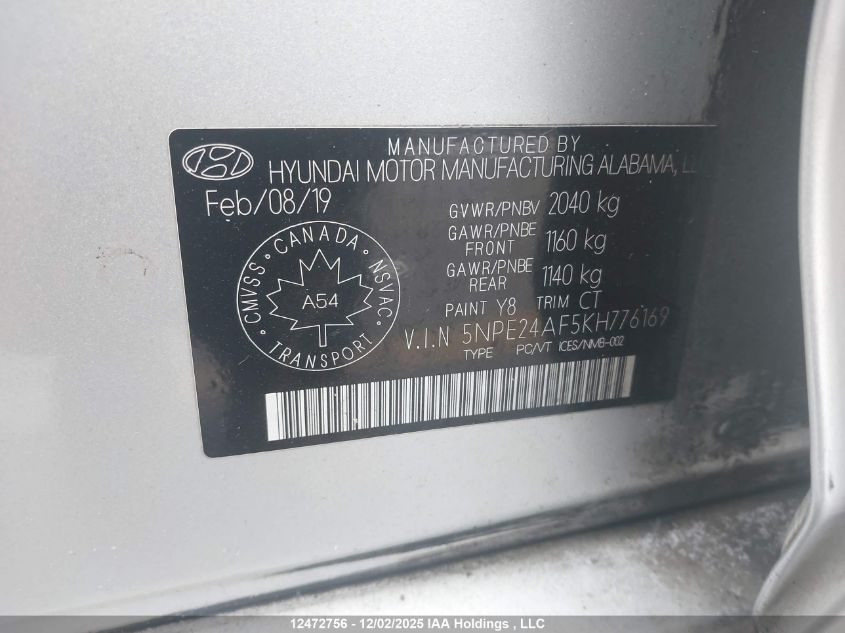 MANUFACTURED BY
HYUNDAI MOTOR MANUFACTURING ALABAMA,
Feb/08/19
GVWR/PNBV 2040 kg
GAWR/PNBE FRONT 1160 kg
GAWR/PNBE REAR 1140 kg
CANADA
CMVSS NSVAC
A54
TRANSPORT
PAINT Y8 TRIM CT
V.I.N 5NPE24AF5KH776169
TYPE PC/VT ICES/NMB-002
12472756 - 12/02/2025 IAA Holdings , LLC